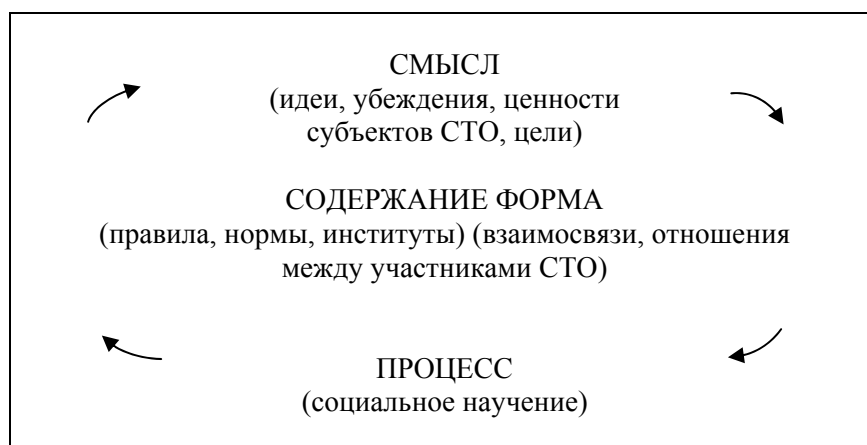 СМЫСЛ
(идеи, убеждения, ценности
субъектов СТО, цели)
СОДЕРЖАНИЕ ФОРМА
(правила, нормы, институты) (взаимосвязи, отношения
между участниками СТО)
ПРОЦЕСС
(социальное научение)